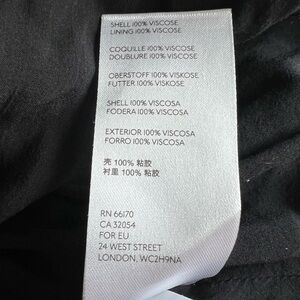 SHELL 100% VISCOSE
LINING 100% VISCOSE
COQUILLE 100% VISCOSE
DOUBLURE 100% VISCOSE
OBERSTOFF 100% VISKOSE
FUTTER 100% VISKOSE
SHELL 100% VISCOSA
FODERA 100% VISCOSA
EXTERIOR 100% VISCOSA
FORRO 100% VISCOSA
壳 100% 粘胶
衬里 100% 粘胶
RN 66170
CA 32054
FOR EU
24 WEST STREET
LONDON, WC2H9NA